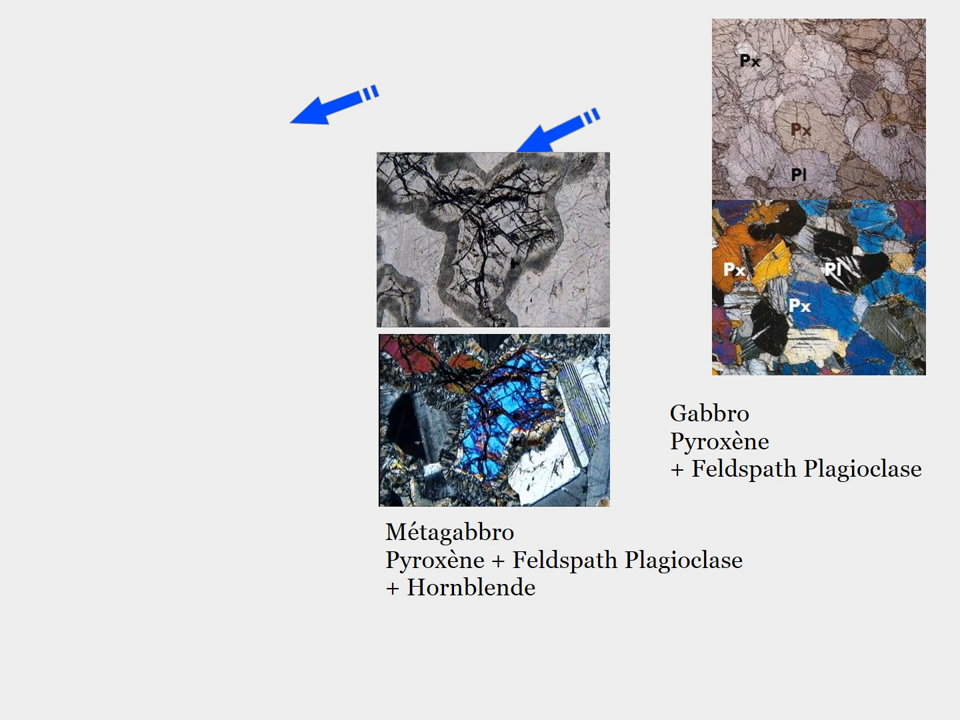 Px
Px
Pl
Px
Pl
Px
Gabbro
Pyroxène
+ Feldspath Plagioclase
Métagabbro
Pyroxène + Feldspath Plagioclase
+ Hornblende